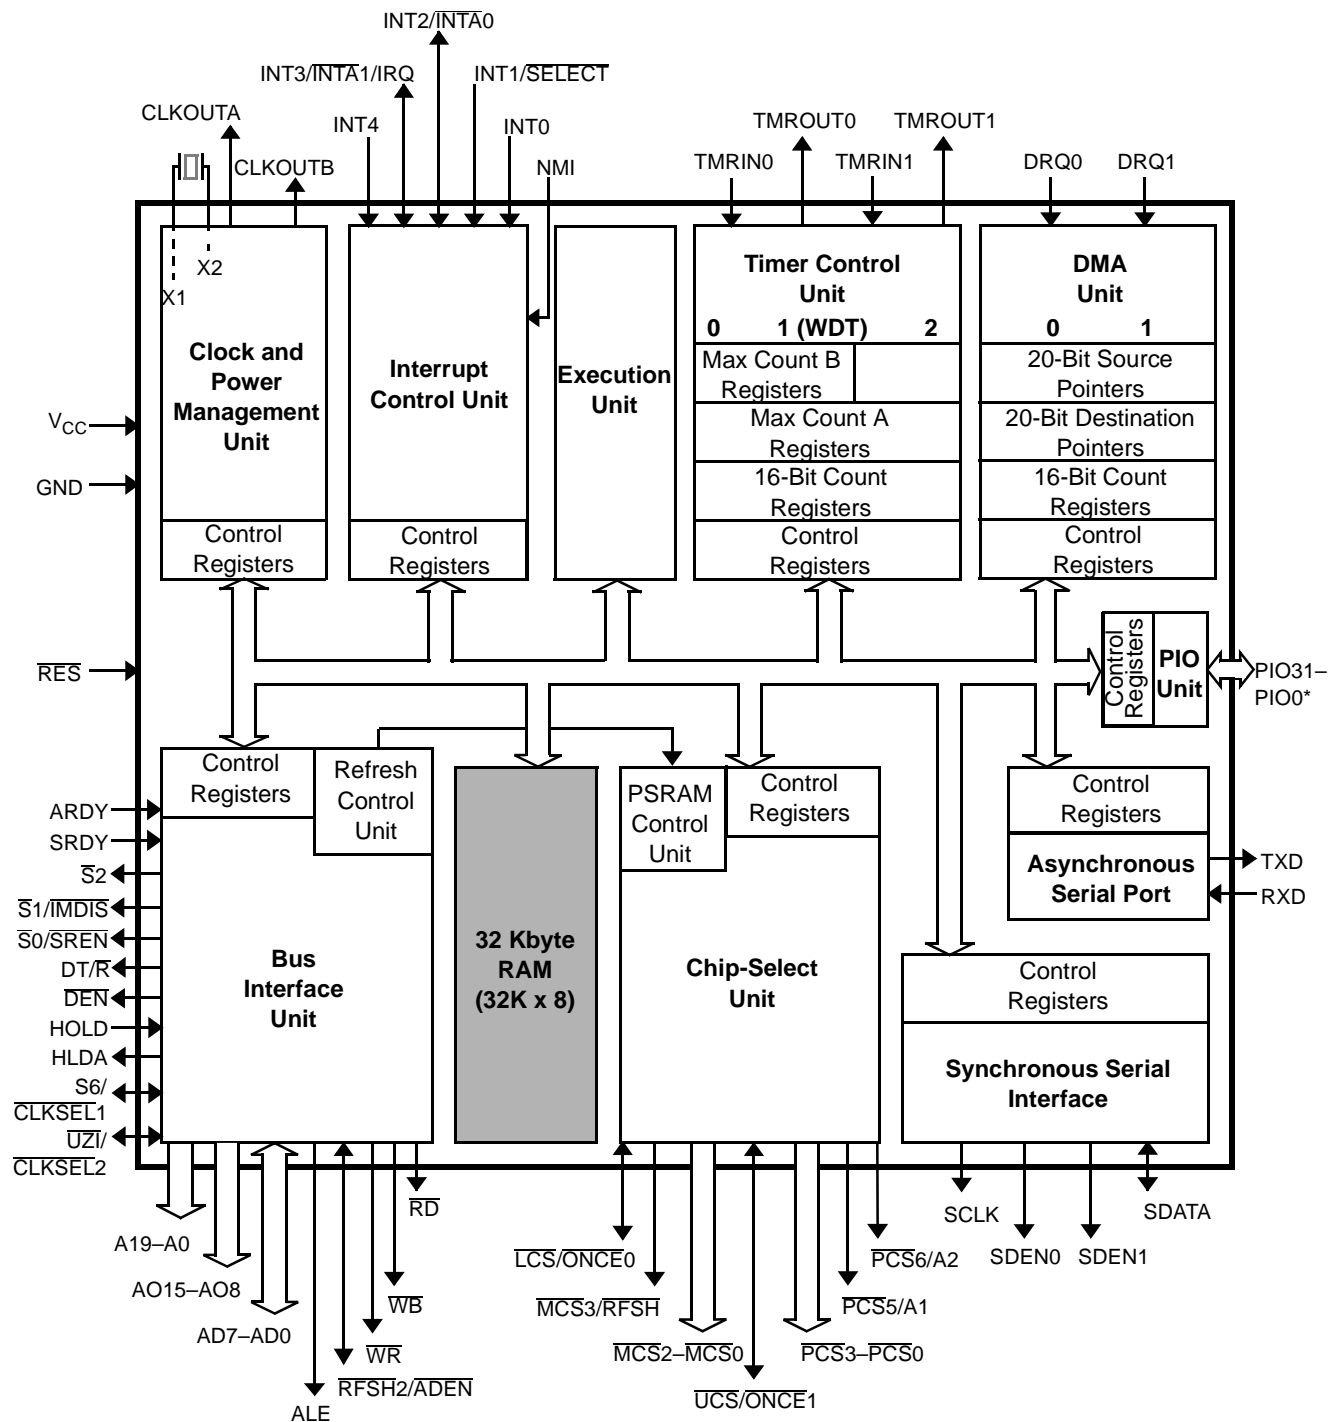 INT2/INTA0
INT3/INTA1/IRQ
INT1/SELECT
CLKOUTA
INT4
INT0
TMROUT0
TMROUT1
CLKOUTB
NMI
TMRIN0
TMRIN1
DRQ0
DRQ1
X2
X1
Clock and
Power
Management
Unit
Control
Registers
Interrupt
Control Unit
Control
Registers
Execution
Unit
Timer Control
Unit
0 1 (WDT) 2
Max Count B
Registers
Max Count A
Registers
16-Bit Count
Registers
Control
Registers
DMA
Unit
0 1
20-Bit Source
Pointers
20-Bit Destination
Pointers
16-Bit Count
Registers
Control
Registers
VCC
GND
RES
Control
Registers
PIO
Unit
PIO31–
PIO0*
Control
Registers
Refresh
Control
Unit
Bus
Interface
Unit
32 Kbyte
RAM
(32K x 8)
PSRAM
Control
Unit
Control
Registers
Chip-Select
Unit
Control
Registers
Asynchronous
Serial Port
TXD
RXD
Control
Registers
Synchronous Serial
Interface
ARDY
SRDY
S2
S1/IMDIS
S0/SREN
DT/R
DEN
HOLD
HLDA
S6/
CLKSEL1
UZI/
CLKSEL2
A19–A0
AO15–AO8
AD7–AD0
ALE
RFSH2/ADEN
WR
WB
RD
LCS/ONCE0
MCS3/RFSH
MCS2–MCS0
UCS/ONCE1
PCS3–PCS0
PCS5/A1
PCS6/A2
SCLK
SDEN0
SDEN1
SDATA